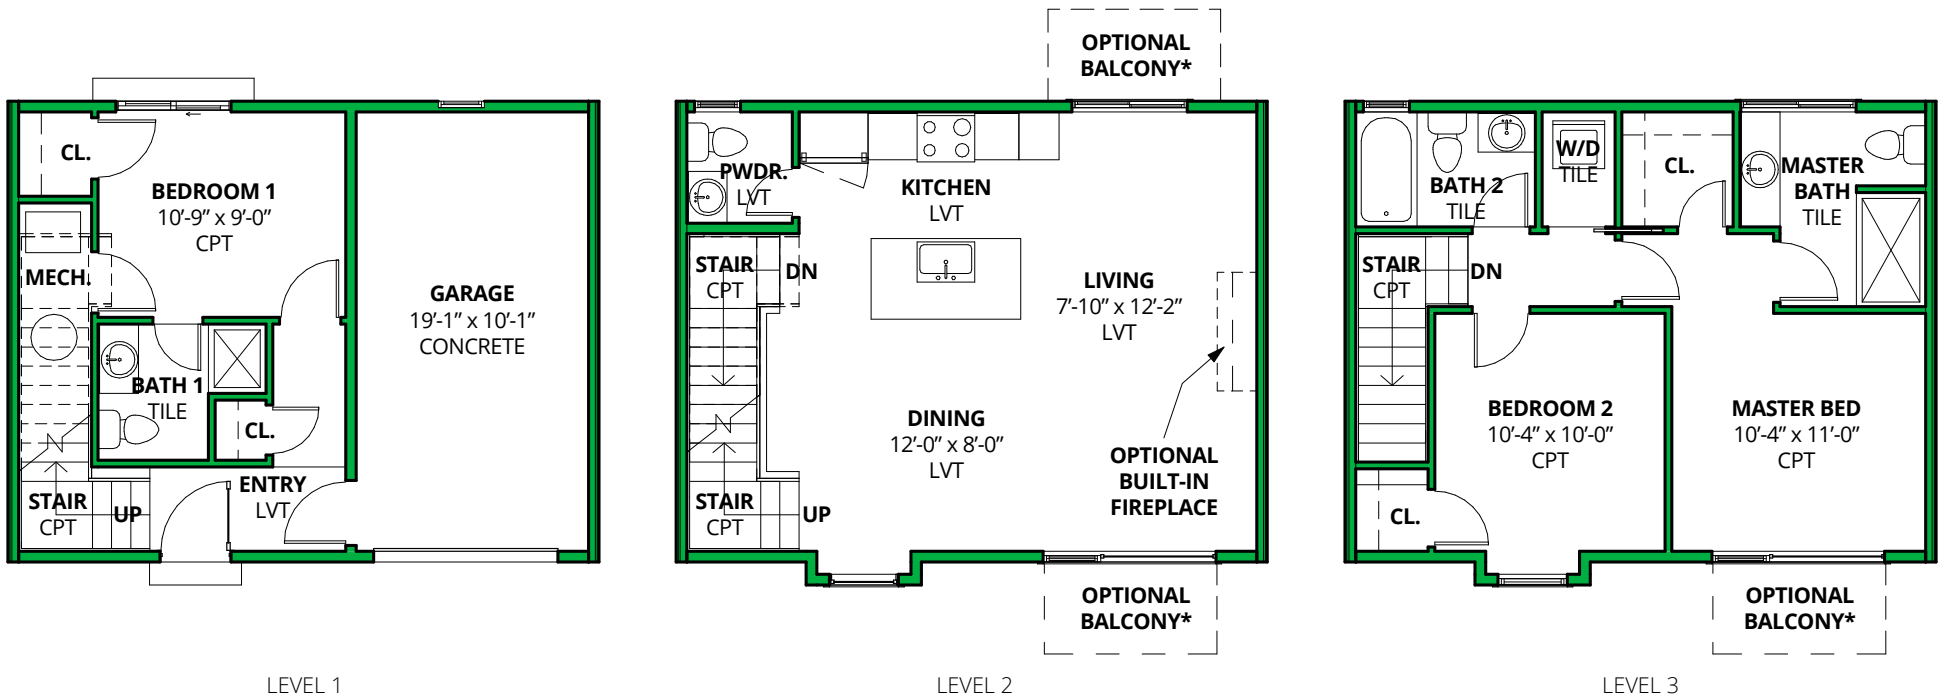 CL.
BEDROOM 1
10’-9” x 9’-0”
CPT
MECH.
GARAGE
19’-1” x 10’-1”
CONCRETE
BATH 1
TILE
CL.
STAIR
CPT
UP
ENTRY
LVT
LEVEL 1
OPTIONAL
BALCONY*
PWDR.
LVT
KITCHEN
LVT
STAIR
CPT
DN
LIVING
7’-10” x 12’-2”
LVT
DINING
12’-0” x 8’-0”
LVT
OPTIONAL
BUILT-IN
FIREPLACE
STAIR
CPT
UP
OPTIONAL
BALCONY*
LEVEL 2
BATH 2
TILE
W/D
TILE
CL.
MASTER
BATH
TILE
STAIR
CPT
DN
BEDROOM 2
10’-4” x 10’-0”
CPT
MASTER BED
10’-4” x 11’-0”
CPT
CL.
OPTIONAL
BALCONY*
LEVEL 3